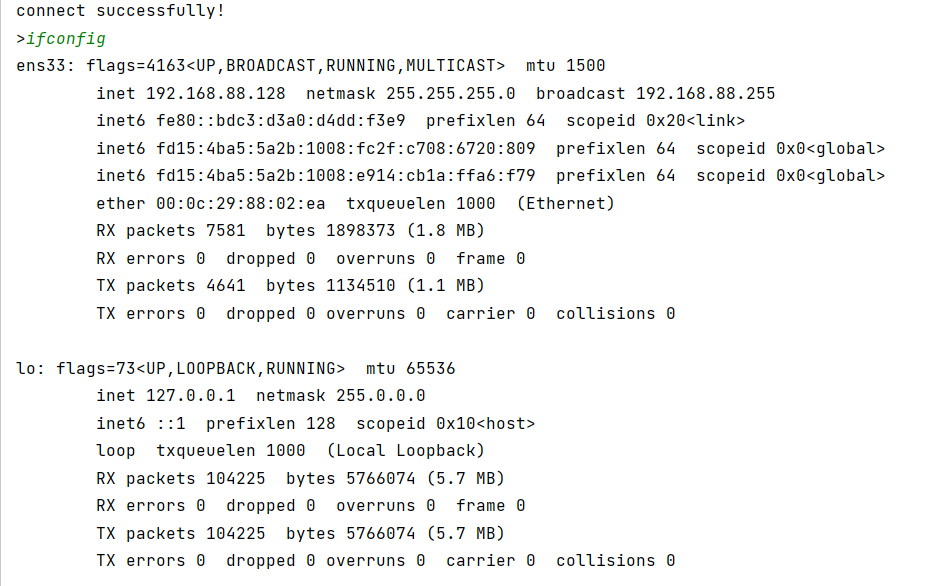 connect successfully!
>ifconfig
ens33: flags=4163<UP,BROADCAST,RUNNING,MULTICAST>  mtu 1500
        inet 192.168.88.128  netmask 255.255.255.0  broadcast 192.168.88.255
        inet6 fe80::bdc3:d3a0:d4dd:f3e9  prefixlen 64  scopeid 0x20<link>
        inet6 fd15:4ba5:5a2b:1008:fc2f:c708:6720:809  prefixlen 64  scopeid 0x0<global>
        inet6 fd15:4ba5:5a2b:1008:e914:cb1a:ffa6:f79  prefixlen 64  scopeid 0x0<global>
        ether 00:0c:29:88:02:ea  txqueuelen 1000  (Ethernet)
        RX packets 7581  bytes 1898373 (1.8 MB)
        RX errors 0  dropped 0  overruns 0  frame 0
        TX packets 4641  bytes 1134510 (1.1 MB)
        TX errors 0  dropped 0 overruns 0  carrier 0  collisions 0

lo: flags=73<UP,LOOPBACK,RUNNING>  mtu 65536
        inet 127.0.0.1  netmask 255.0.0.0
        inet6 ::1  prefixlen 128  scopeid 0x10<host>
        loop  txqueuelen 1000  (Local Loopback)
        RX packets 104225  bytes 5766074 (5.7 MB)
        RX errors 0  dropped 0  overruns 0  frame 0
        TX packets 104225  bytes 5766074 (5.7 MB)
        TX errors 0  dropped 0 overruns 0  carrier 0  collisions 0